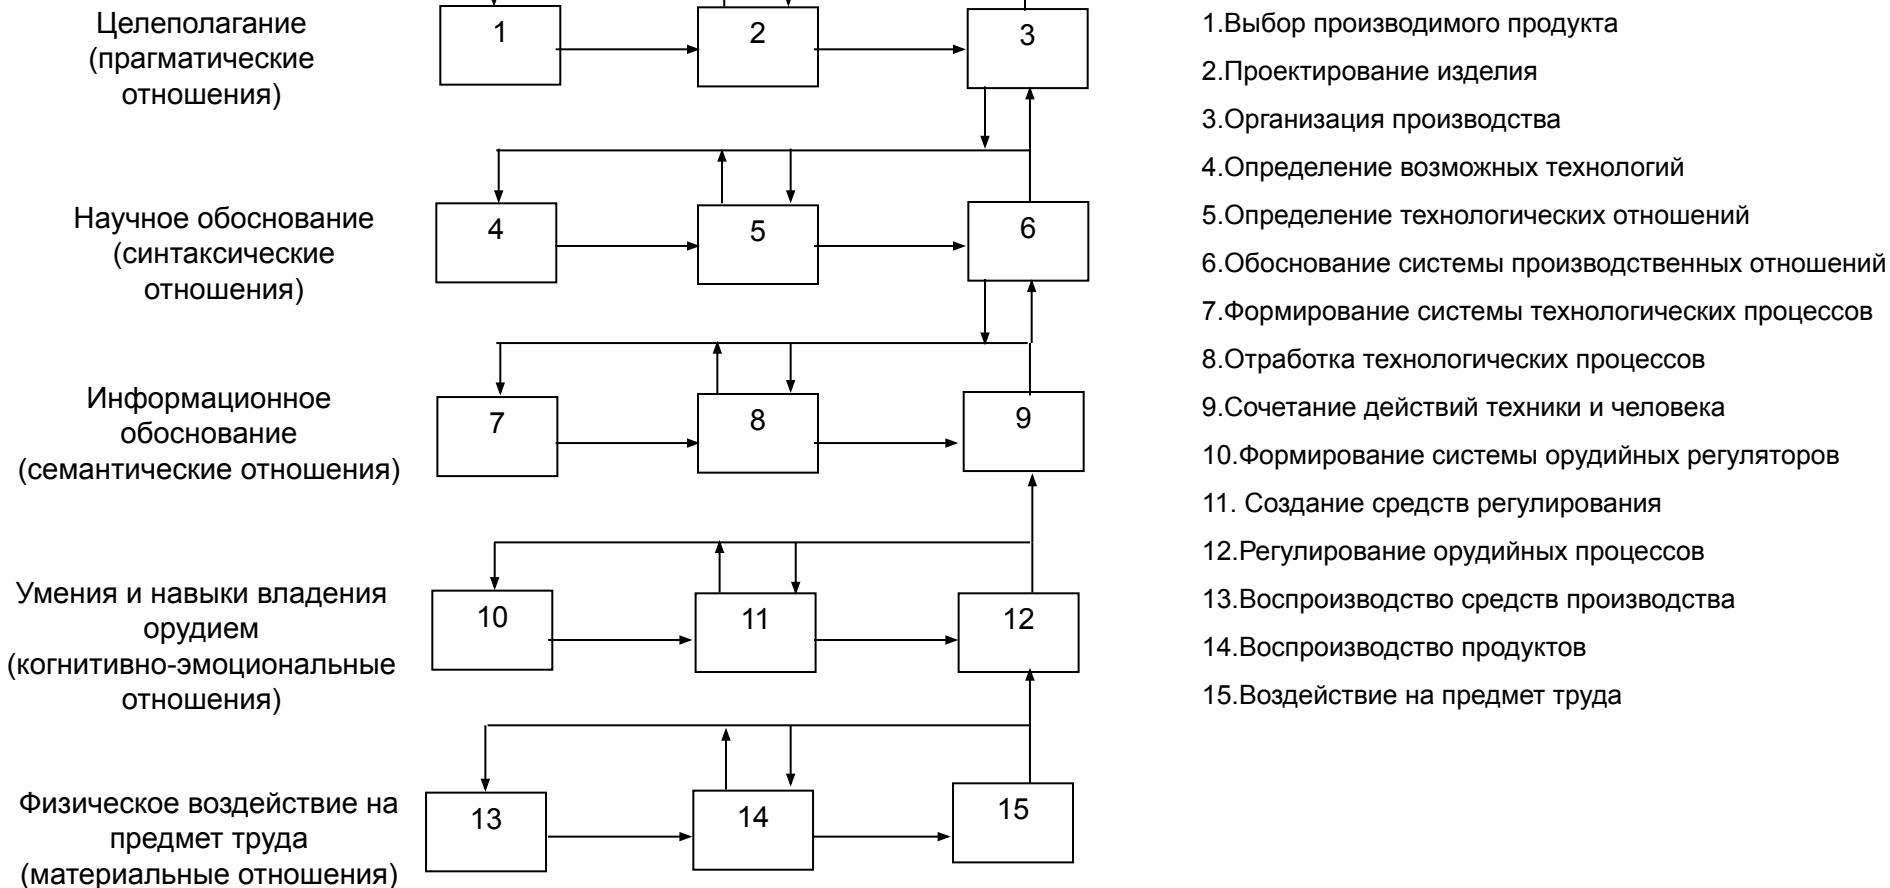 Целеполагание
(прагматические
отношения)
1
2
3
Научное обоснование
(синтаксические
отношения)
4
5
6
Информационное
обоснование
(семантические отношения)
7
8
9
Умения и навыки владения
орудием
(когнитивно-эмоциональные
отношения)
10
11
12
Физическое воздействие на
предмет труда
(материальные отношения)
13
14
15
1.Выбор производимого продукта
2.Проектирование изделия
3.Организация производства
4.Определение возможных технологий
5.Определение технологических отношений
6.Обоснование системы производственных отношений
7.Формирование системы технологических процессов
8.Отработка технологических процессов
9.Сочетание действий техники и человека
10.Формирование системы орудийных регуляторов
11. Создание средств регулирования
12.Регулирование орудийных процессов
13.Воспроизводство средств производства
14.Воспроизводство продуктов
15.Воздействие на предмет труда